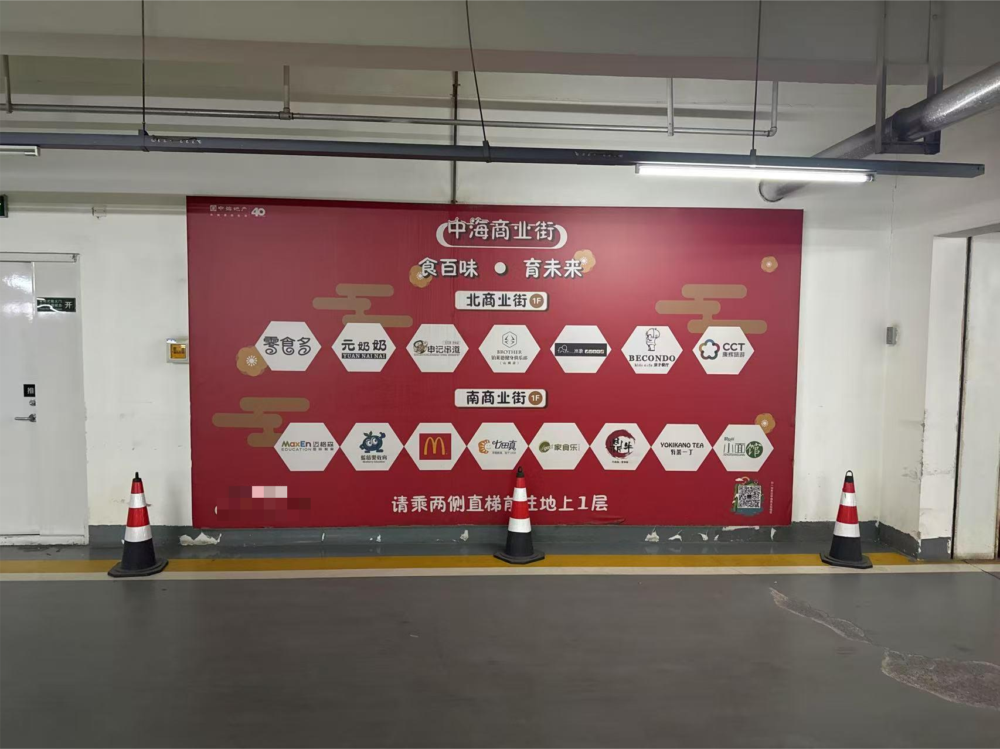 中海地产 40
中海商业街
食百味 ● 育未来
北商业街 1F
零食多
元奶奶
YUAN NAI NAI
申记串道
BROTHER
铂莱德健身俱乐部
BECONDO
kids cafe 亲子餐厅
CCT
康辉旅游
南商业街 1F
MaxEn 迈格森
EDUCATION 国际教育
蓝莓果教育
Blueberry Education
七田真
家食乐
牛
YOKIKANO TEA
有茶一丁
小面馆
XIAOMIANGUAN
请乘两侧直梯前往地上1层
开
推